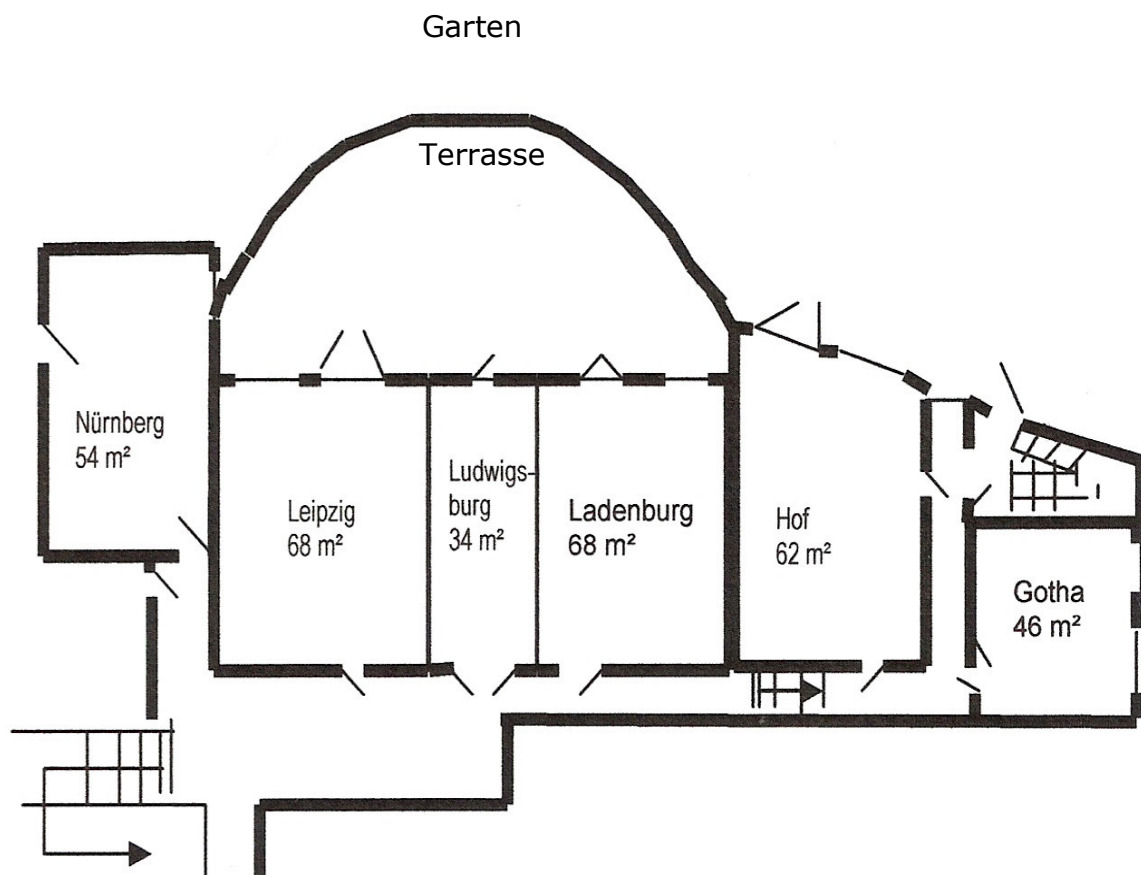 Garten
Terrasse
Nürnberg
54 m²
Leipzig
68 m²
Ludwigs-
burg
34 m²
Ladenburg
68 m²
Hof
62 m²
Gotha
46 m²